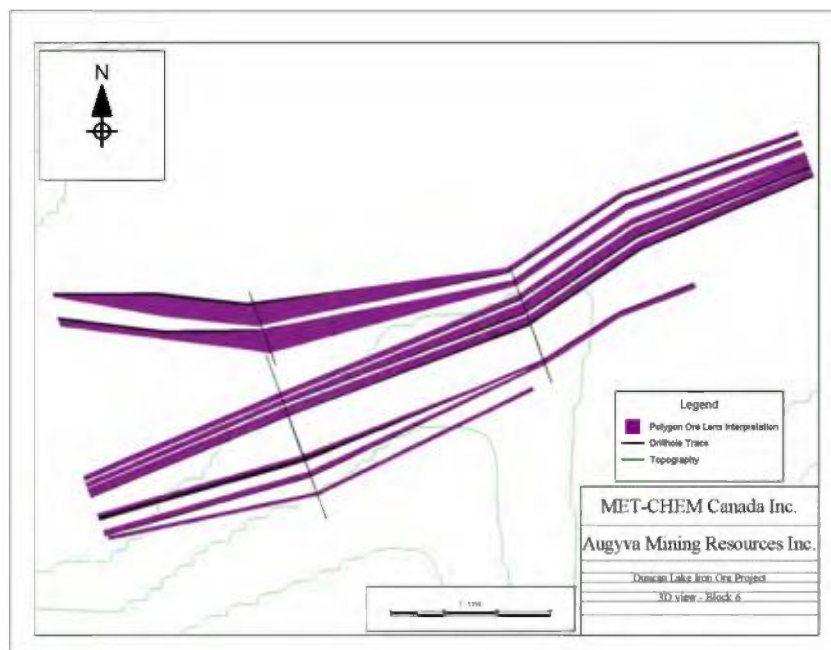 N
Legend
Polygon Ore Lens Interpretation
Drillhole Trace
Topography
MET-CHEM Canada Inc.
Augyva Mining Resources Inc.
Duncan Lake Iron Ore Project
3D view - Block 6